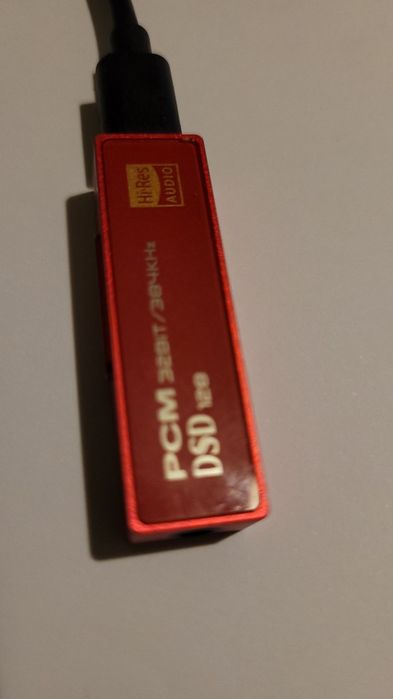 Hi-Res
AUDIO
PCM 32BIT/384KHz
DSD 128